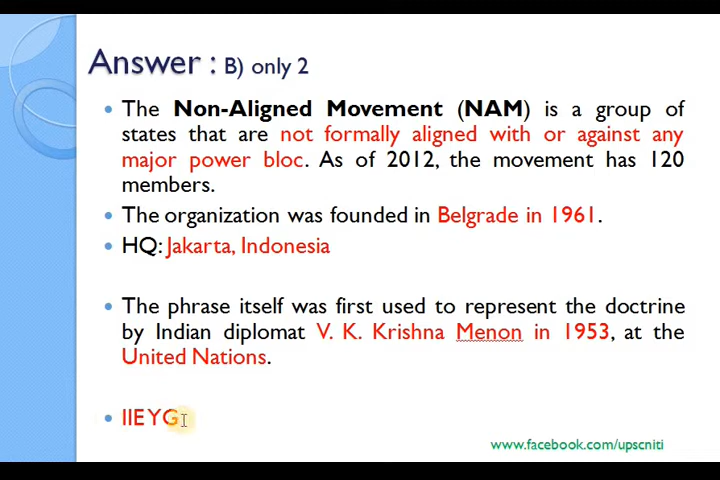 Answer : B) only 2
• The Non-Aligned Movement (NAM) is a group of
states that are not formally aligned with or against any
major power bloc. As of 2012, the movement has 120
members.
• The organization was founded in Belgrade in 1961.
• HQ: Jakarta, Indonesia
• The phrase itself was first used to represent the doctrine
by Indian diplomat V. K. Krishna Menon in 1953, at the
United Nations.
• IIEYG
www.facebook.com/upscniti